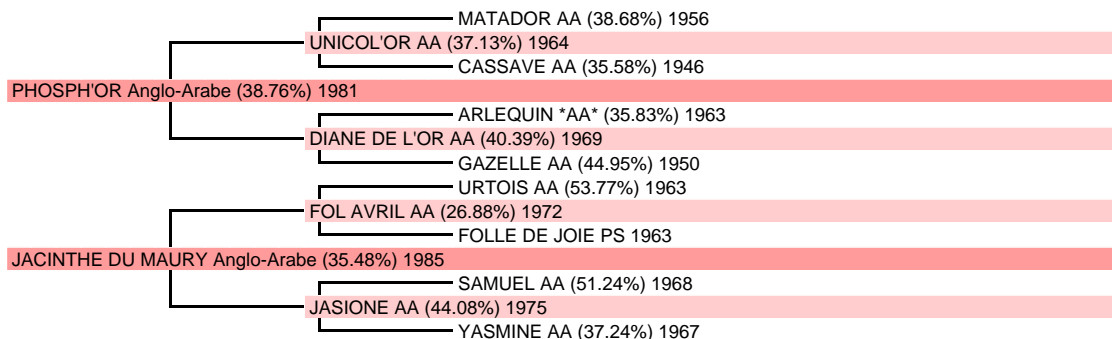 MATADOR AA (38.68%) 1956
UNICOL'OR AA (37.13%) 1964
CASSAVE AA (35.58%) 1946
PHOSPH'OR Anglo-Arabe (38.76%) 1981
ARLEQUIN *AA* (35.83%) 1963
DIANE DE L'OR AA (40.39%) 1969
GAZELLE AA (44.95%) 1950
URTOIS AA (53.77%) 1963
FOL AVRIL AA (26.88%) 1972
FOLLE DE JOIE PS 1963
JACINTHE DU MAURY Anglo-Arabe (35.48%) 1985
SAMUEL AA (51.24%) 1968
JASIONE AA (44.08%) 1975
YASMINE AA (37.24%) 1967